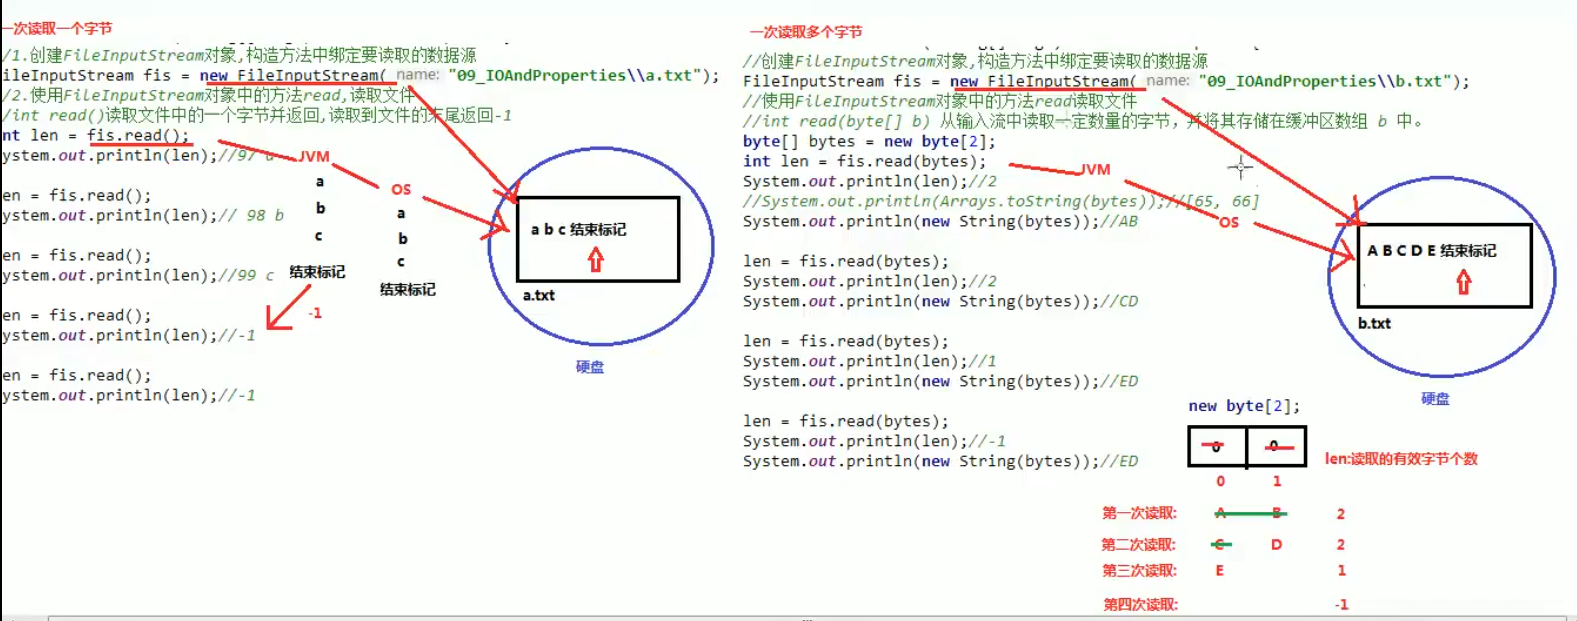 一次读取一个字节
/1.创建FileInputStream对象,构造方法中绑定要读取的数据源
ileInputStream fis = new FileInputStream( name: "09_IOAndProperties\\a.txt");
/2.使用FileInputStream对象中的方法read,读取文件
/int read()读取文件中的一个字节并返回,读取到文件的末尾返回-1
nt len = fis.read();
ystem.out.println(len);//97 a
en = fis.read();
ystem.out.println(len);// 98 b
en = fis.read();
ystem.out.println(len);//99 c
en = fis.read();
ystem.out.println(len);//-1
en = fis.read();
ystem.out.println(len);//-1
JVM
a
b
c
结束标记
-1
OS
a
b
c
结束标记
a b c 结束标记
a.txt
硬盘
一次读取多个字节
//创建FileInputStream对象,构造方法中绑定要读取的数据源
FileInputStream fis = new FileInputStream( name: "09_IOAndProperties\\b.txt");
//使用FileInputStream对象中的方法read读取文件
//int read(byte[] b) 从输入流中读取一定数量的字节，并将其存储在缓冲区数组 b 中。
byte[] bytes = new byte[2];
int len = fis.read(bytes);
System.out.println(len);//2
//System.out.println(Arrays.toString(bytes));//[65, 66]
System.out.println(new String(bytes));//AB
len = fis.read(bytes);
System.out.println(len);//2
System.out.println(new String(bytes));//CD
len = fis.read(bytes);
System.out.println(len);//1
System.out.println(new String(bytes));//ED
len = fis.read(bytes);
System.out.println(len);//-1
System.out.println(new String(bytes));//ED
JVM
OS
A B C D E 结束标记
b.txt
硬盘
new byte[2];
0 0
len:读取的有效字节个数
0 1
第一次读取: A B 2
第二次读取: C D 2
第三次读取: E 1
第四次读取: -1